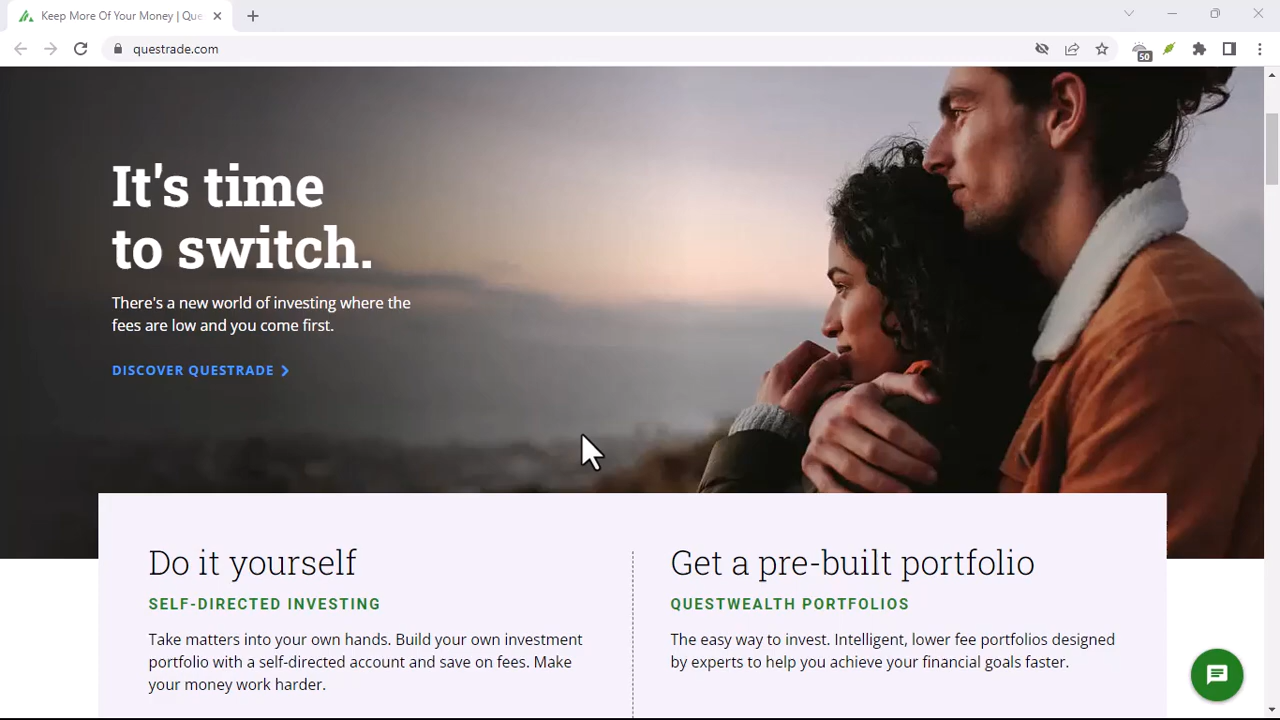 Keep More Of Your Money | Que
questrade.com
50
It's time
to switch.
There's a new world of investing where the
fees are low and you come first.
DISCOVER QUESTRADE
Do it yourself
SELF-DIRECTED INVESTING
Take matters into your own hands. Build your own investment
portfolio with a self-directed account and save on fees. Make
your money work harder.
Get a pre-built portfolio
QUESTWEALTH PORTFOLIOS
The easy way to invest. Intelligent, lower fee portfolios designed
by experts to help you achieve your financial goals faster.